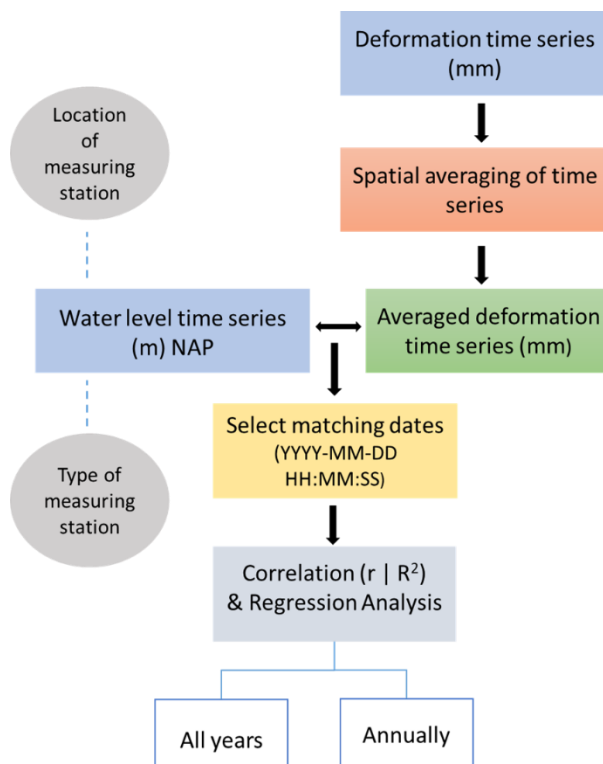 Deformation time series
(mm)
Location
of
measuring
station
Spatial averaging of time
series
Water level time series
(m) NAP
Averaged deformation
time series (mm)
Select matching dates
(YYYY-MM-DD
HH:MM:SS)
Type of
measuring
station
Correlation (r | R²)
& Regression Analysis
All years
Annually